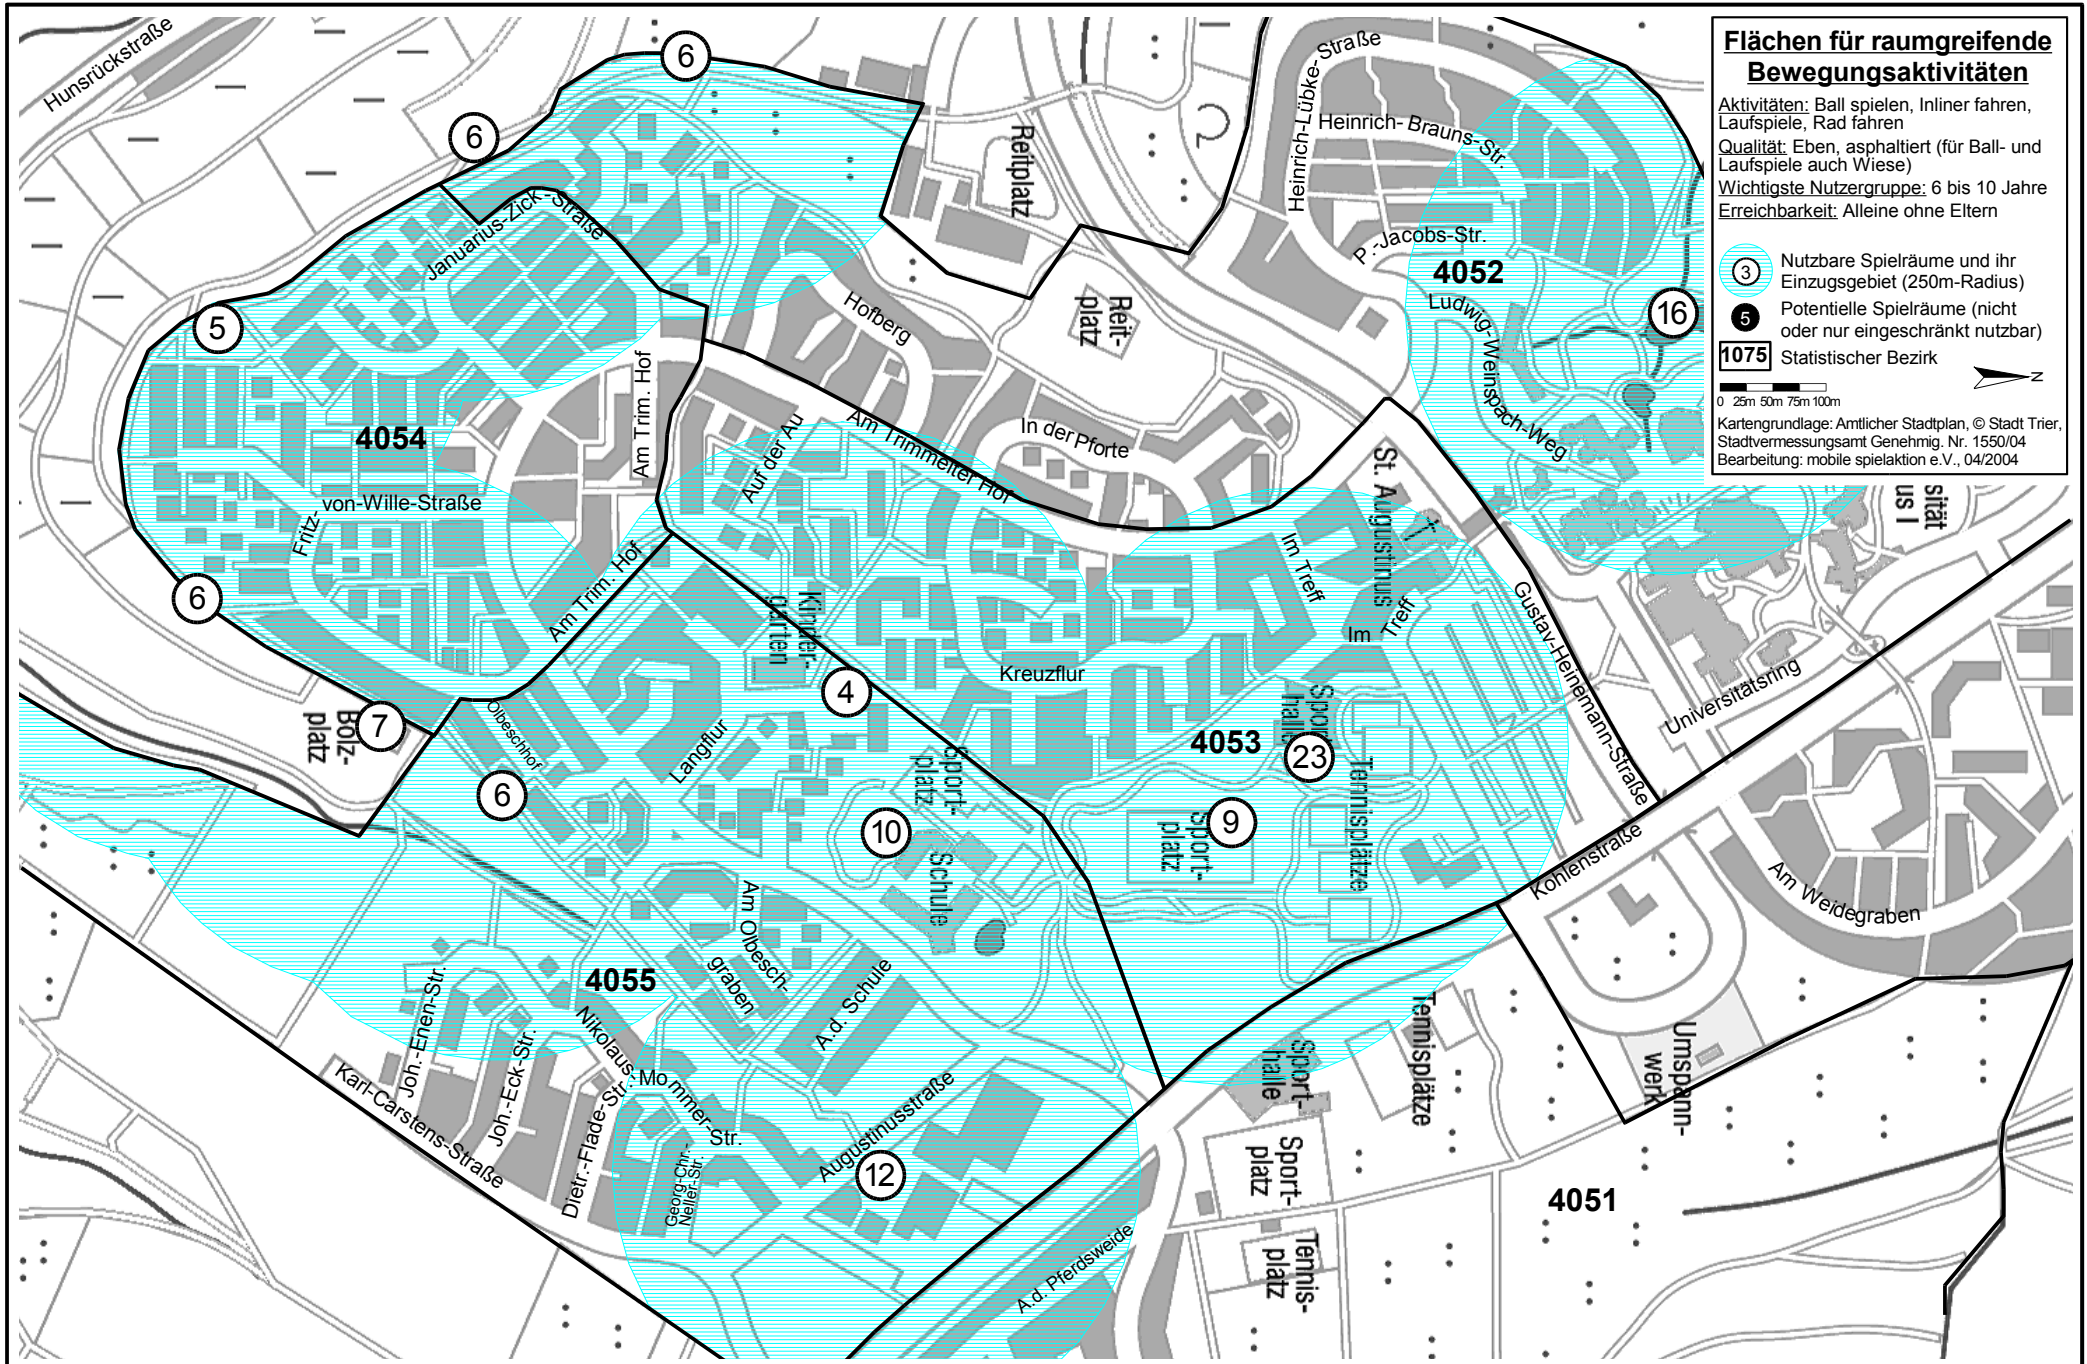 Flächen für raumgreifende
Bewegungsaktivitäten
Aktivitäten: Ball spielen, Inliner fahren,
Laufspiele, Rad fahren
Qualität: Eben, asphaltiert (für Ball- und
Laufspiele auch Wiese)
Wichtigste Nutzergruppe: 6 bis 10 Jahre
Erreichbarkeit: Alleine ohne Eltern
3
Nutzbare Spielräume und ihr
Einzugsgebiet (250m-Radius)
5
Potentielle Spielräume (nicht
oder nur eingeschränkt nutzbar)
1075 Statistischer Bezirk
N
0 25m 50m 75m 100m
Kartengrundlage: Amtlicher Stadtplan, © Stadt Trier,
Stadtvermessungsamt Genehmig. Nr. 1550/04
Bearbeitung: mobile spielaktion e.V., 04/2004
Hunsrückstraße
6
6
Reitplatz
Heinrich-Lübke-Straße
Heinrich-Brauns-Str.
P.-Jacobs-Str.
4052
Ludwig-Weinspach-Weg
16
Januarius-Zick-Straße
5
Hofberg
Reit-
platz
Am Trim. Hof
Auf der Au
Am Trimmelter Hof
In der Pforte
4054
Fritz-von-Wille-Straße
St. Augustinus
sität
us I
6
Am Trim. Hof
Kinder-
garten
Im Treff
Im Treff
Gustav-Heinemann-Straße
Universitätsring
Kreuzflur
4
7
Bolz-
platz
Olbeschhof
Langflur
6
Sport-
platz
10
Schule
4053
Sport-
halle
23
9
Sport-
platz
Tennisplätze
Kohlenstraße
Am Weidegraben
4055
Am Olbesch-
graben
A.d. Schule
Joh.-Enen-Str.
Joh.-Eck-Str.
Nikolaus-Mommer-Str.
Dietr.-Flade-Str.
Georg-Chr.-
Neller-Str.
Karl-Carstens-Straße
Augustinusstraße
12
A.d. Pferdsweide
Sport-
halle
Tennisplätze
Umspann-
werk
Sport-
platz
Tennis-
platz
4051